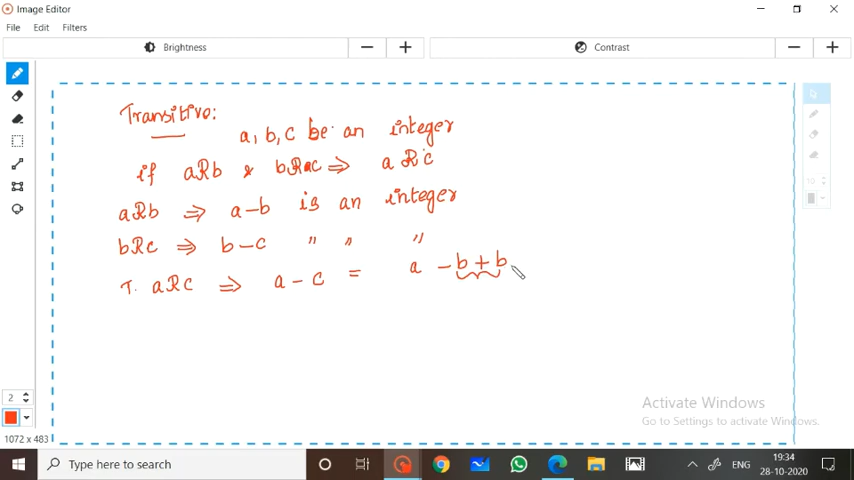 Image Editor
File Edit Filters
Brightness
Contrast
Transitive:
a, b, c be an integer
if aRb & bRc ⇒ aRc
aRb ⇒ a-b is an integer
bRc ⇒ b-c " " "
T. aRc ⇒ a-c = a -b+b
10
2
1072 x 483
Activate Windows
Go to Settings to activate Windows.
Type here to search
ENG
19:34
28-10-2020